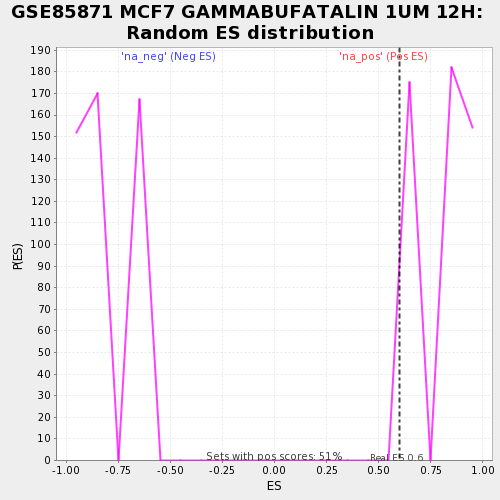 GSE85871 MCF7 GAMMABUFATALIN 1UM 12H:
Random ES distribution
'na_neg' (Neg ES)
'na_pos' (Pos ES)
190
180
170
160
150
140
130
120
110
100
90
80
70
60
50
40
30
20
10
0
P(ES)
Sets with pos scores: 51%
Real ES 0.6
-1.00 -0.75 -0.50 -0.25 0.00 0.25 0.50 0.75 1.00
ES